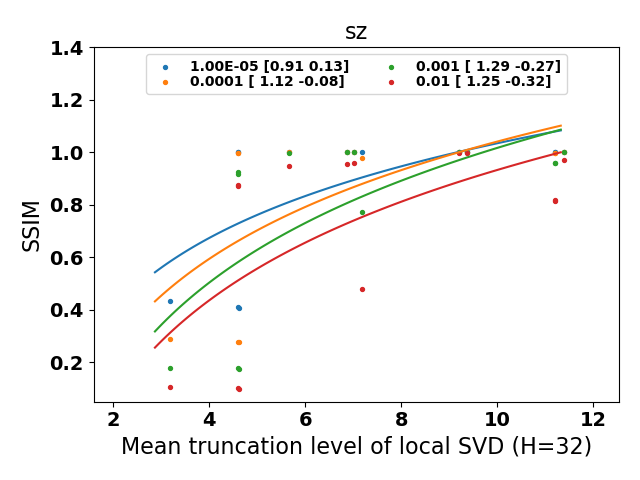 sz
1.00E-05 [0.91 0.13]
0.0001 [ 1.12 -0.08]
0.001 [ 1.29 -0.27]
0.01 [ 1.25 -0.32]
1.4
1.2
1.0
0.8
0.6
0.4
0.2
SSIM
2 4 6 8 10 12
Mean truncation level of local SVD (H=32)